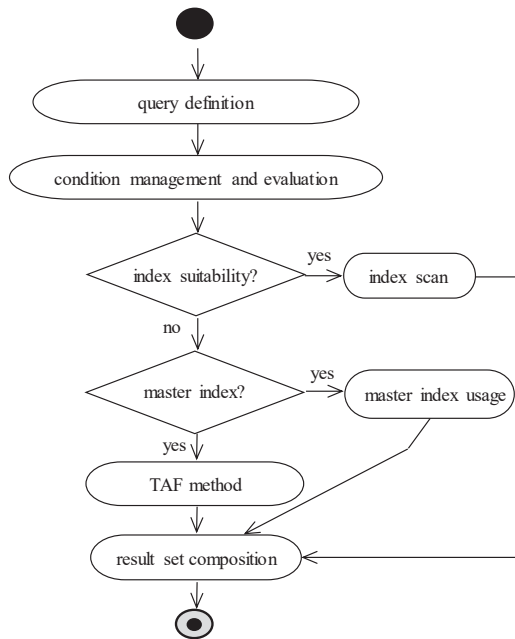 query definition
condition management and evaluation
index suitability?
yes
index scan
no
master index?
yes
master index usage
yes
TAF method
result set composition